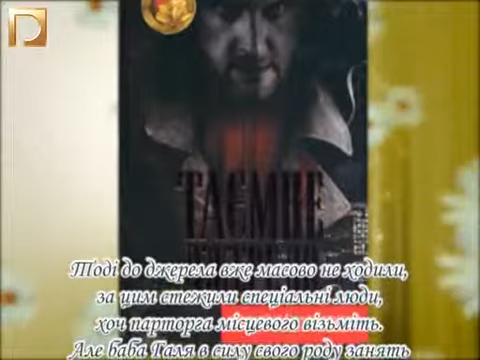 ТАЄМНЕ
Тоді до джерела вже масово не ходили,
за цим стежили спеціальні люди,
хоч парторга місцевого візьміть.
Але баба Галя в силу свого роду занять